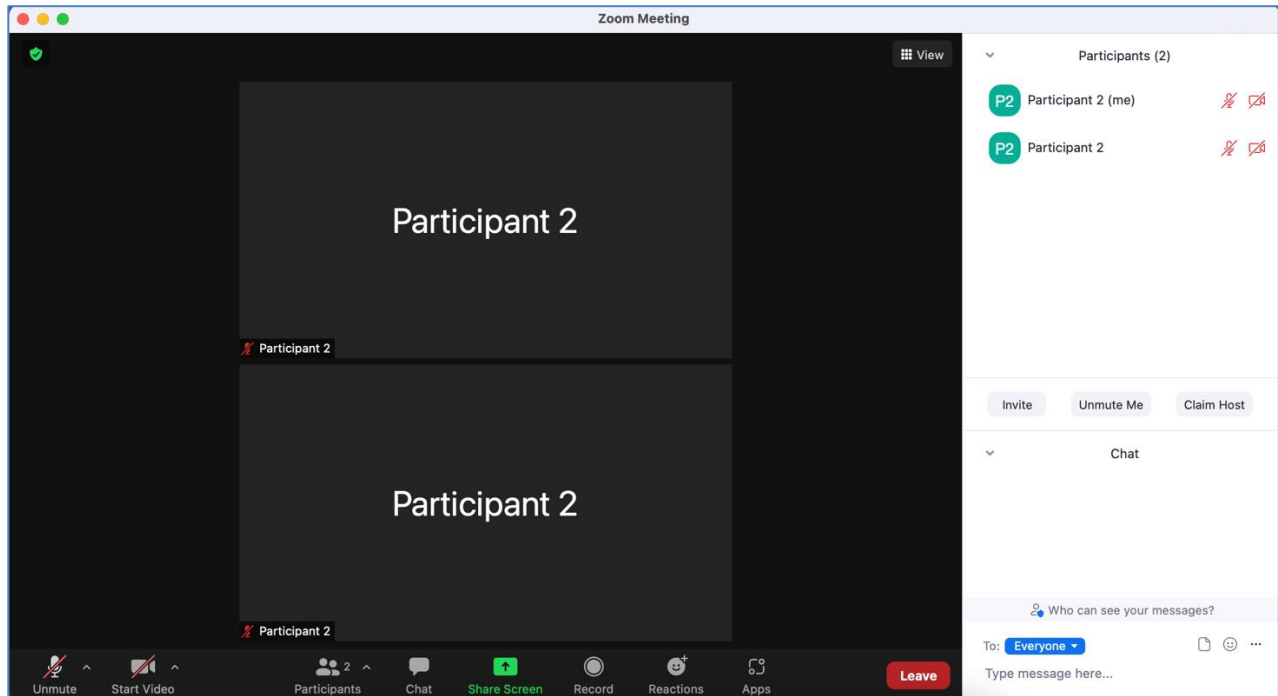 Zoom Meeting
View
Participant 2
Participant 2
Participant 2
Participant 2
Participants (2)
P2 Participant 2 (me)
P2 Participant 2
Invite Unmute Me Claim Host
Chat
Who can see your messages?
To: Everyone
Type message here...
2
Unmute Start Video Participants Chat Share Screen Record Reactions Apps Leave